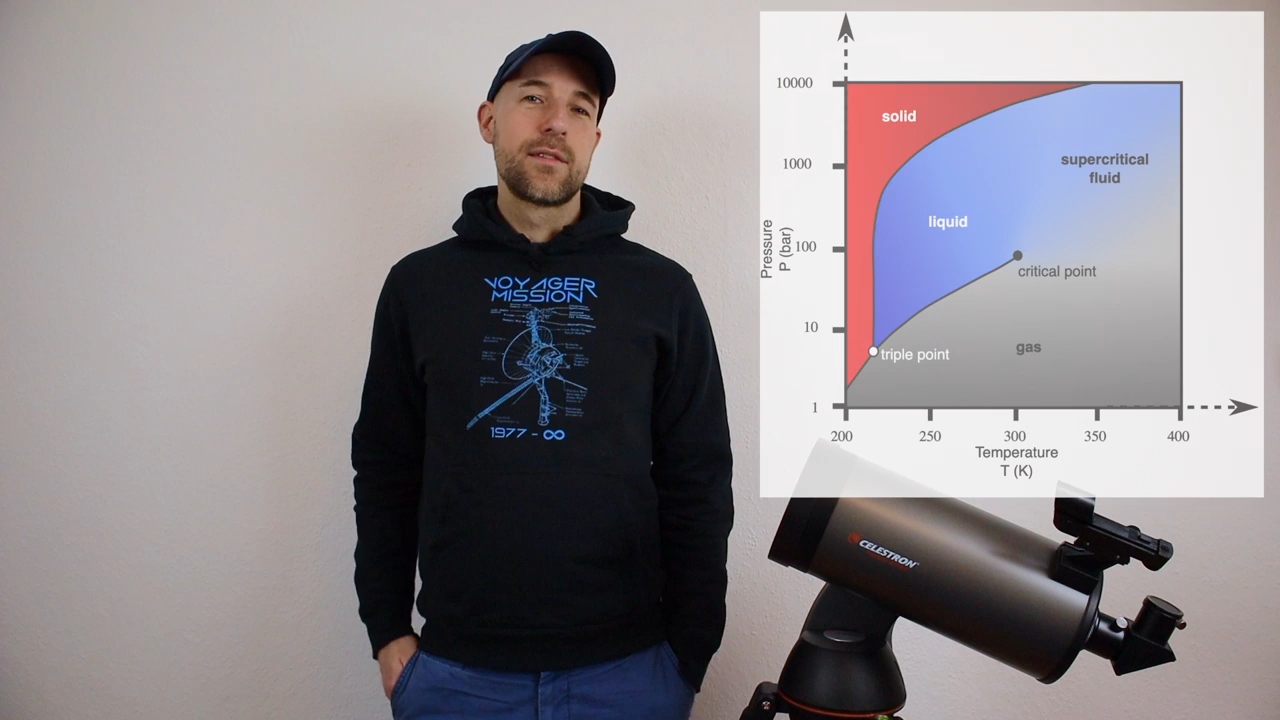 VOYAGER
MISSION
1977 - ∞
10000
1000
100
10
1
Pressure
P (bar)
solid
supercritical
fluid
liquid
critical point
gas
triple point
200
250
300
350
400
Temperature
T (K)
CELESTRON